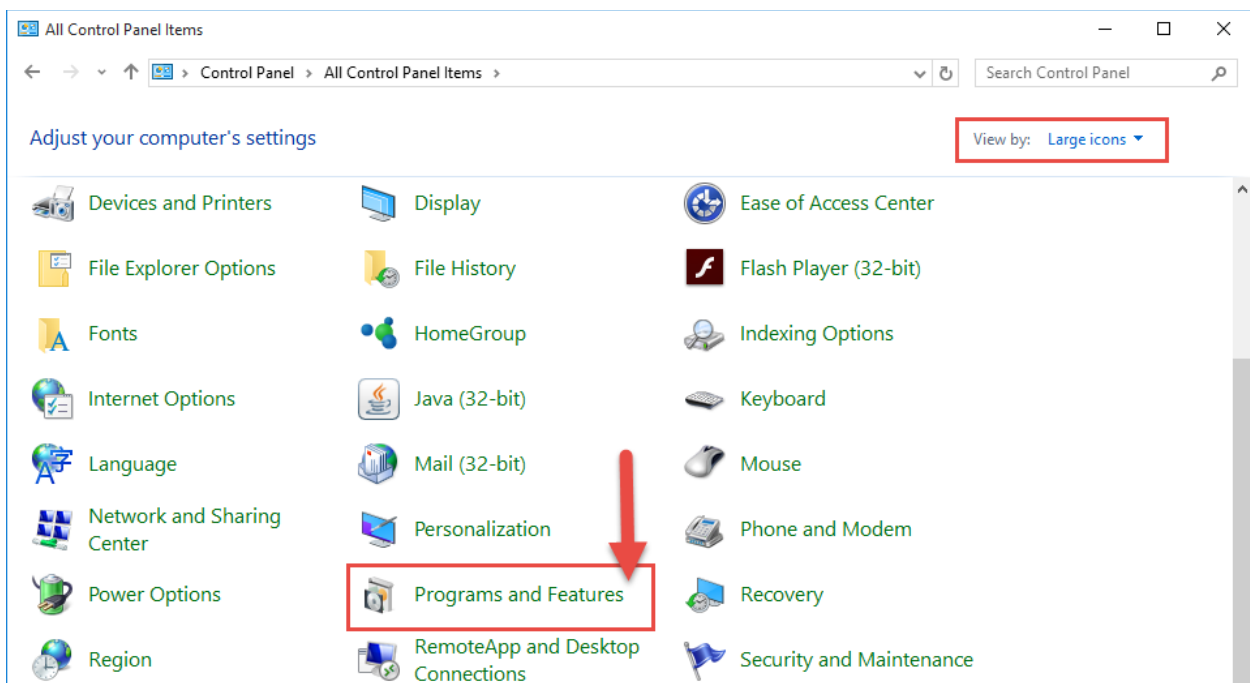 All Control Panel Items
Control Panel > All Control Panel Items >
Search Control Panel
Adjust your computer's settings
View by: Large icons
Devices and Printers
Display
Ease of Access Center
File Explorer Options
File History
Flash Player (32-bit)
Fonts
HomeGroup
Indexing Options
Internet Options
Java (32-bit)
Keyboard
Language
Mail (32-bit)
Mouse
Network and Sharing
Center
Personalization
Phone and Modem
Power Options
Programs and Features
Recovery
Region
RemoteApp and Desktop
Connections
Security and Maintenance